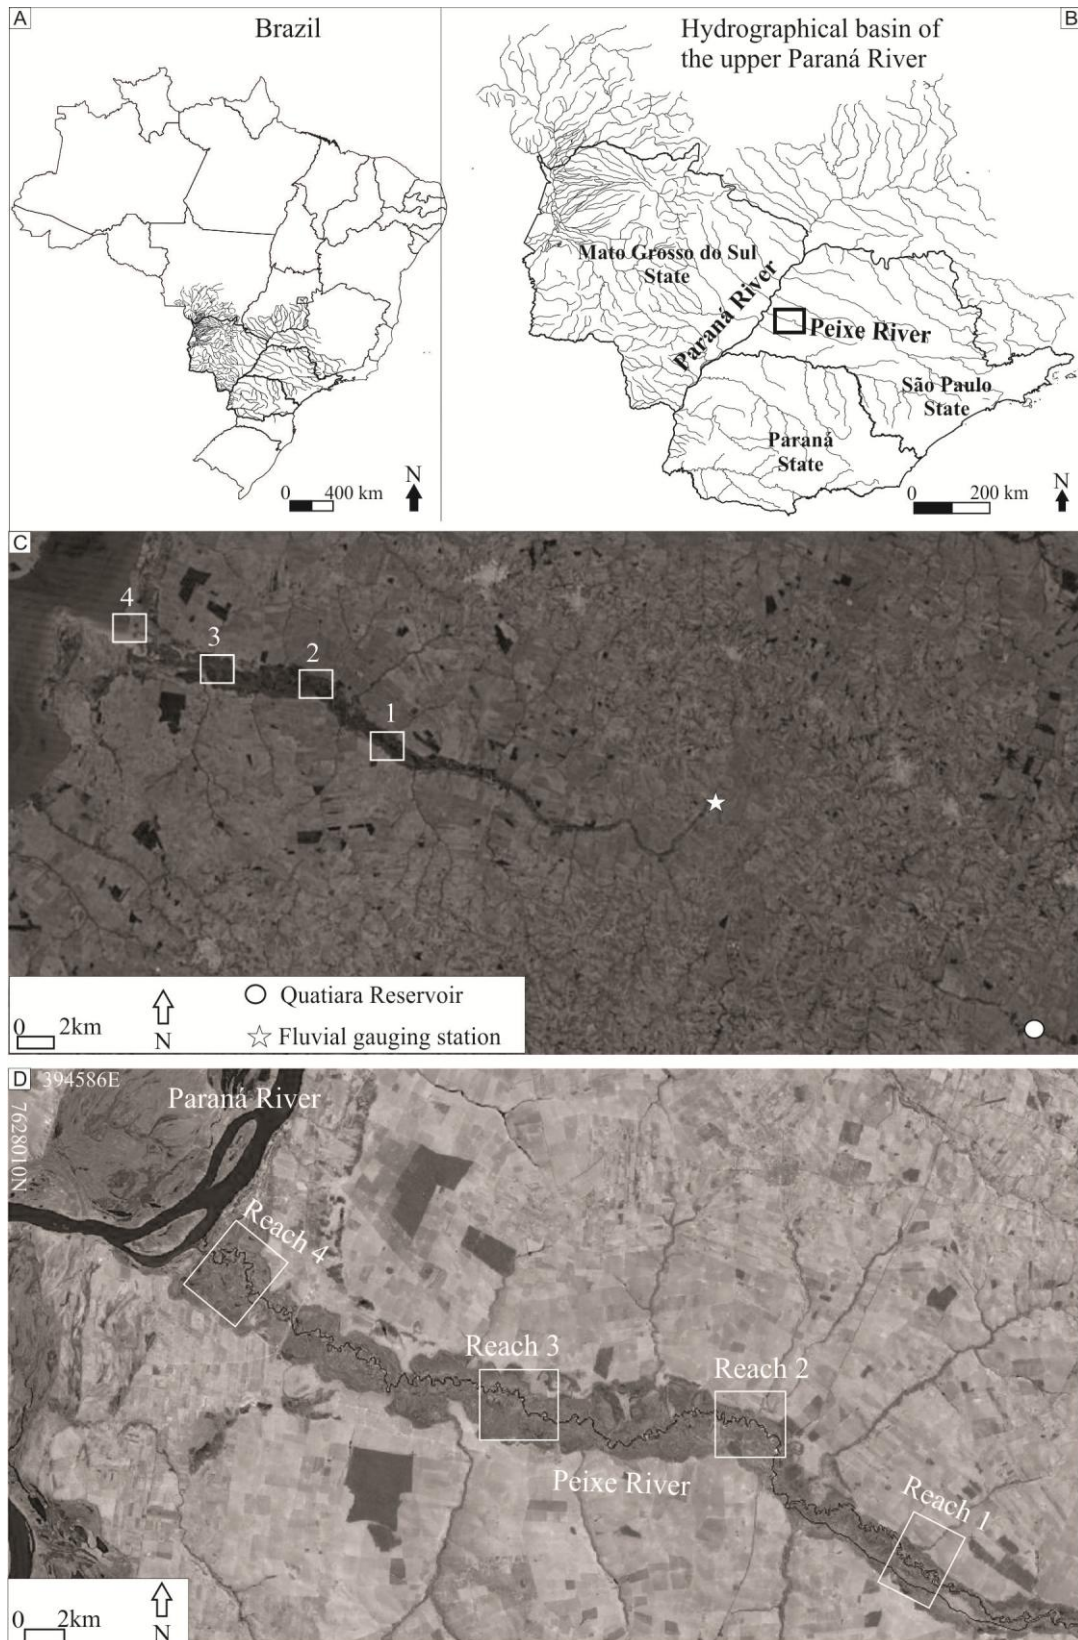 A
Brazil
0 400 km
N
B
Hydrographical basin of
the upper Paraná River
Mato Grosso do Sul
State
Paraná River
Peixe River
São Paulo
State
Paraná
State
0 200 km
N
C
4
3
2
1
0 2km
N
Quatiara Reservoir
Fluvial gauging station
D
394586E
7628010N
Paraná River
Reach 4
Reach 3
Reach 2
Peixe River
Reach 1
0 2km
N